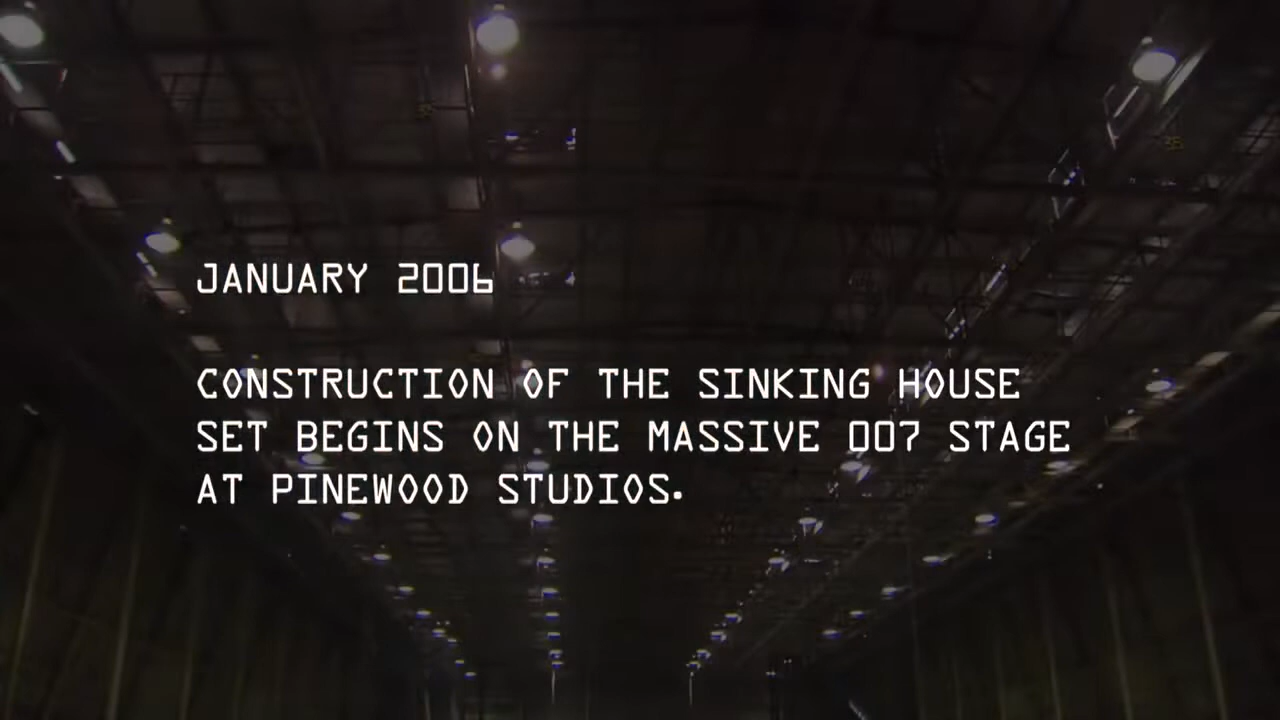 JANUARY 2006
CONSTRUCTION OF THE SINKING HOUSE
SET BEGINS ON THE MASSIVE 007 STAGE
AT PINEWOOD STUDIOS.